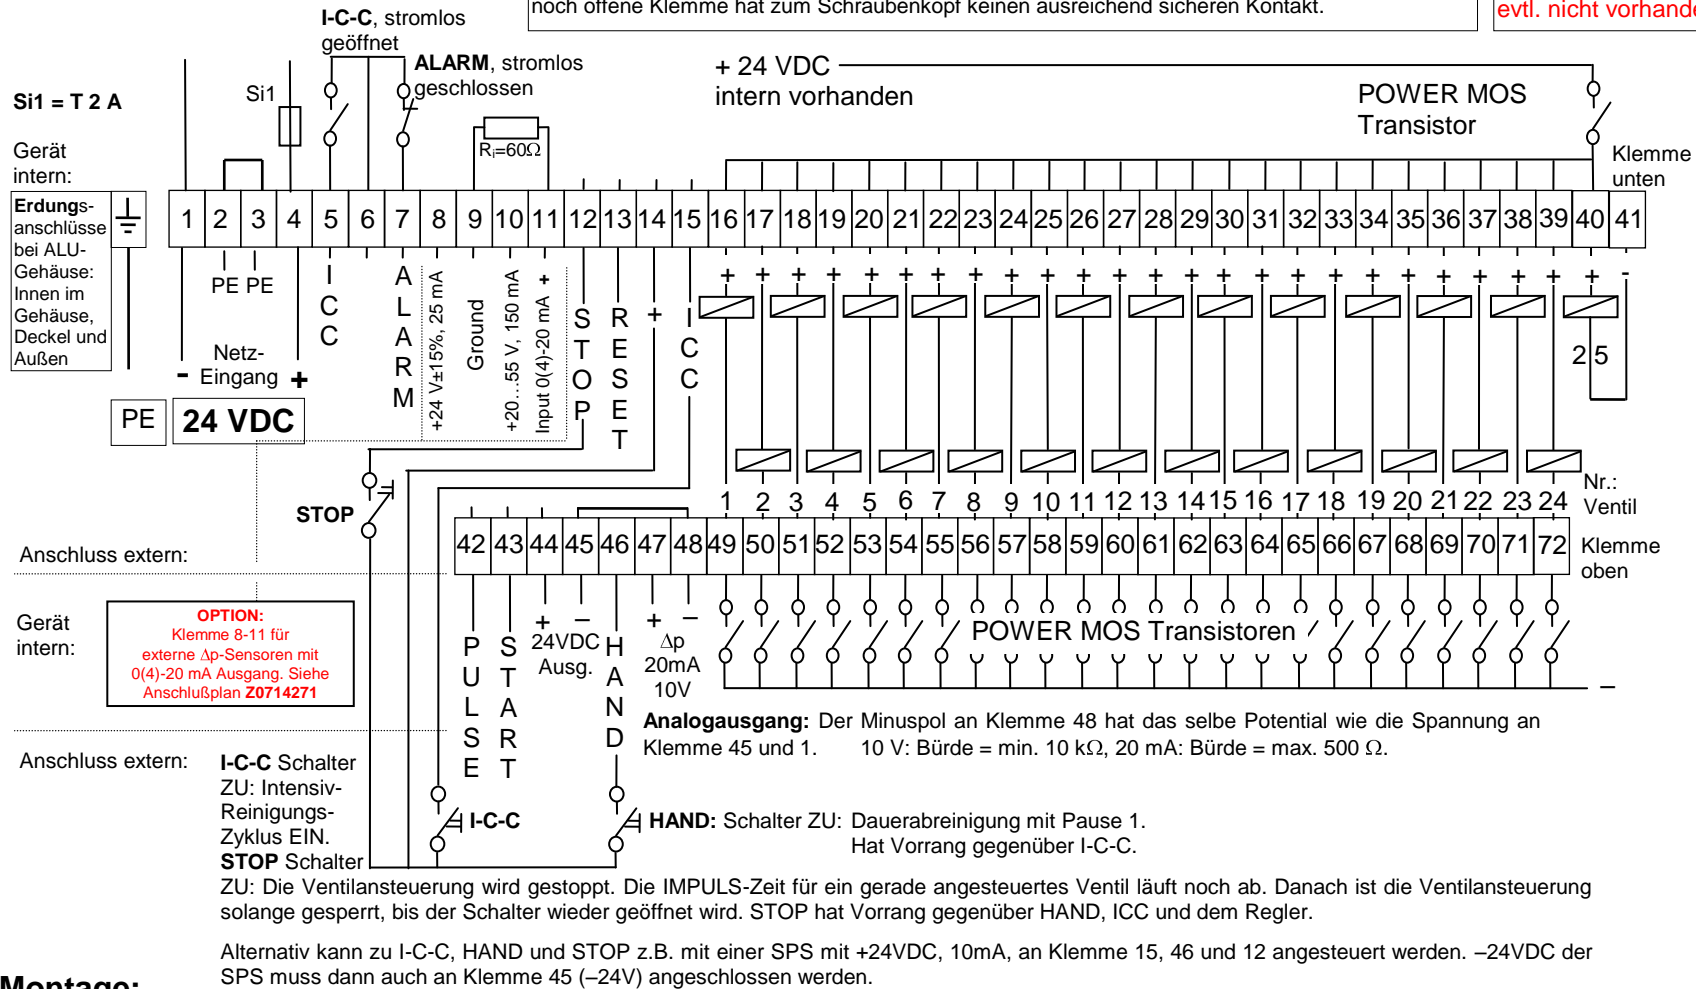 noch offene Klemme hat zum Schraubenkopf keinen ausreichend sicheren Kontakt.
evtl. nicht vorhande
I-C-C, stromlos
geöffnet
ALARM, stromlos
geschlossen
+ 24 VDC
intern vorhanden
POWER MOS
Transistor
Si1 = T 2 A
Si1
Ri=60Ω
Gerät
intern:
Klemme
unten
Erdungs-
anschlüsse
bei ALU-
Gehäuse:
Innen im
Gehäuse,
Deckel und
Außen
1 2 3 4 5 6 7 8 9 10 11 12 13 14 15 16 17 18 19 20 21 22 23 24 25 26 27 28 29 30 31 32 33 34 35 36 37 38 39 40 41
+ + + + + + + + + + + + + + + + + + + + + + + + + -
PE PE
ICC
ALARM
+24 V±15%, 25 mA
Ground
+20...55 V, 150 mA
Input 0(4)-20 mA +
STOP
RESET
+
ICC
25
Netz-
- Eingang +
PE
24 VDC
1 2 3 4 5 6 7 8 9 10 11 12 13 14 15 16 17 18 19 20 21 22 23 24
Nr.:
Ventil
STOP
42 43 44 45 46 47 48 49 50 51 52 53 54 55 56 57 58 59 60 61 62 63 64 65 66 67 68 69 70 71 72
Klemme
oben
Anschluss extern:
Gerät
intern:
OPTION:
Klemme 8-11 für
externe Δp-Sensoren mit
0(4)-20 mA Ausgang. Siehe
Anschlußplan Z0714271
PULSE
START
+ –
24VDC
Ausg.
HAND
+ –
Δp
20mA
10V
POWER MOS Transistoren
–
Analogausgang: Der Minuspol an Klemme 48 hat das selbe Potential wie die Spannung an
Klemme 45 und 1. 10 V: Bürde = min. 10 kΩ, 20 mA: Bürde = max. 500 Ω.
Anschluss extern:
I-C-C Schalter
ZU: Intensiv-
Reinigungs-
Zyklus EIN.
I-C-C
HAND: Schalter ZU: Dauerabreinigung mit Pause 1.
Hat Vorrang gegenüber I-C-C.
STOP Schalter
ZU: Die Ventilansteuerung wird gestoppt. Die IMPULS-Zeit für ein gerade angesteuertes Ventil läuft noch ab. Danach ist die Ventilansteuerung
solange gesperrt, bis der Schalter wieder geöffnet wird. STOP hat Vorrang gegenüber HAND, ICC und dem Regler.
Alternativ kann zu I-C-C, HAND und STOP z.B. mit einer SPS mit +24VDC, 10mA, an Klemme 15, 46 und 12 angesteuert werden. –24VDC der
SPS muss dann auch an Klemme 45 (–24V) angeschlossen werden.
Montage: